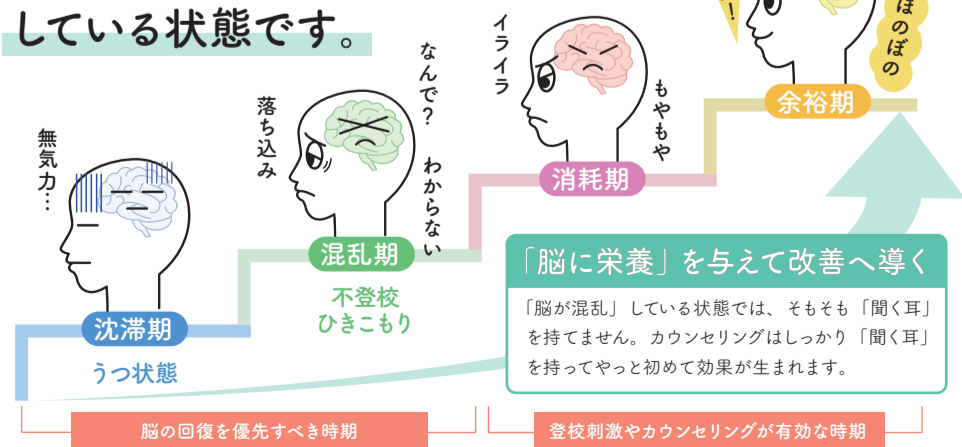 している状態です。
！
ほのぼの
余裕期
イライラ
もやもや
消耗期
なんで？
わからない
落ち込み
混乱期
不登校
ひきこもり
無気力…
沈滞期
うつ状態
「脳に栄養」を与えて改善へ導く
「脳が混乱」している状態では、そもそも「聞く耳」
を持てません。カウンセリングはしっかり「聞く耳」
を持ってやっと初めて効果が生まれます。
脳の回復を優先すべき時期
登校刺激やカウンセリングが有効な時期